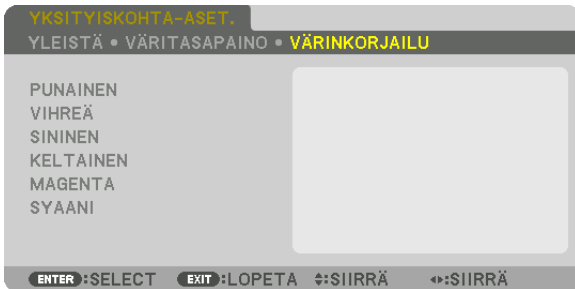 YKSITYISKOHTA-ASET.
YLEISTÄ • VÄRITASAPAINO • VÄRINKORJAILU
PUNAINEN
VIHREÄ
SININEN
KELTAINEN
MAGENTA
SYAANI
ENTER:SELECT EXIT:LOPETA ⬍:SIIRRÄ ⬌:SIIRRÄ